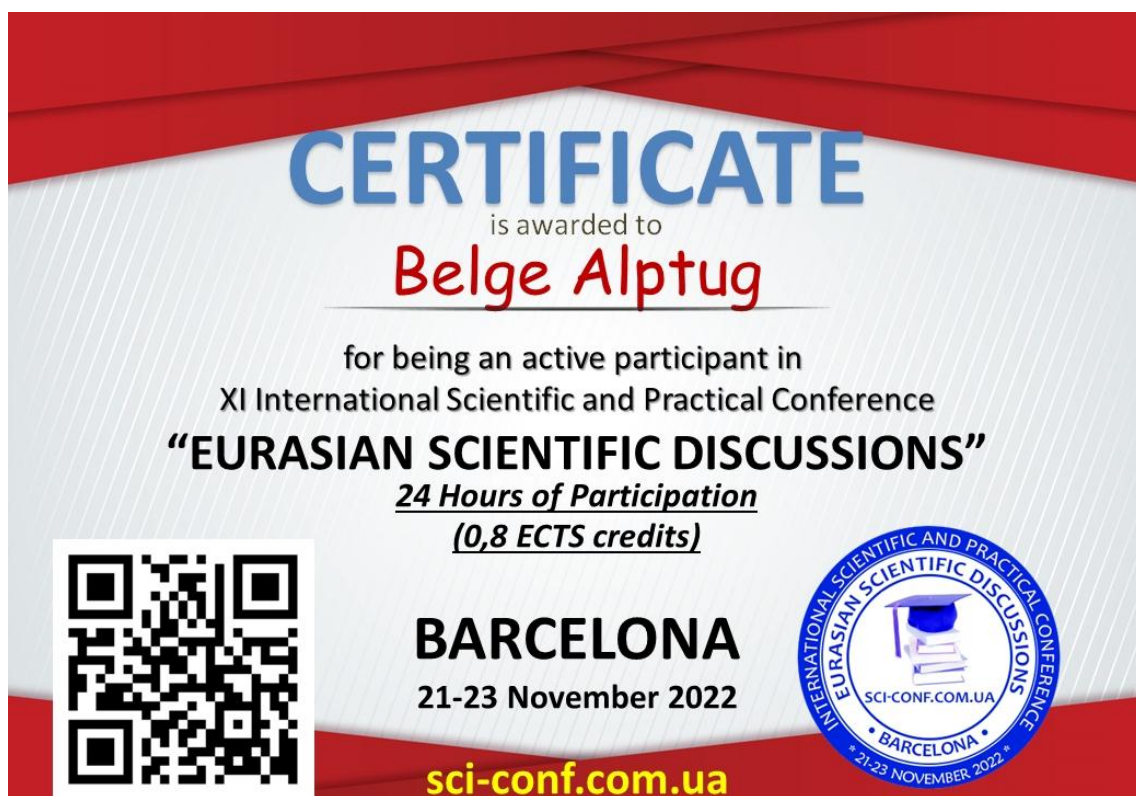 CERTIFICATE
is awarded to
Belge Alptug
for being an active participant in
XI International Scientific and Practical Conference
“EURASIAN SCIENTIFIC DISCUSSIONS”
24 Hours of Participation
(0,8 ECTS credits)
BARCELONA
21-23 November 2022
sci-conf.com.ua
INTERNATIONAL SCIENTIFIC AND PRACTICAL CONFERENCE
EURASIAN SCIENTIFIC DISCUSSIONS
SCI-CONF.COM.UA
• BARCELONA •
* 21-23 NOVEMBER 2022 *